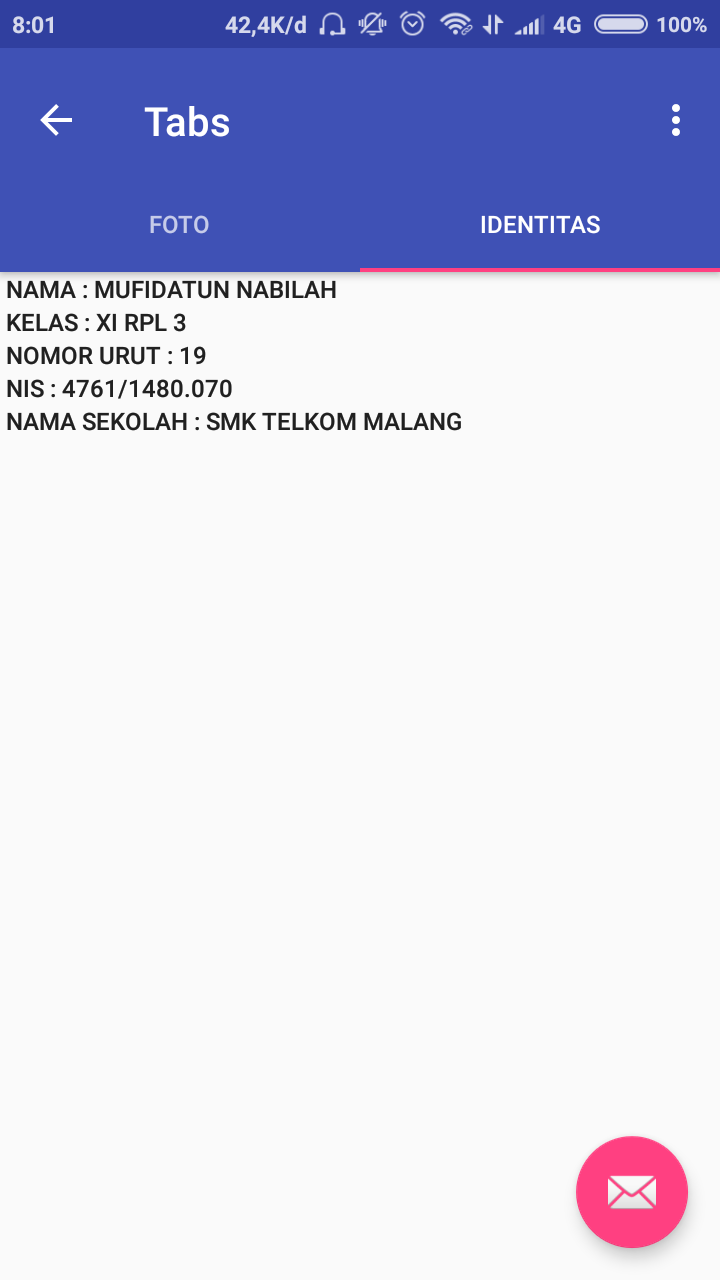 8:01 42,4K/d 4G 100%
Tabs
FOTO IDENTITAS
NAMA : MUFIDATUN NABILAH
KELAS : XI RPL 3
NOMOR URUT : 19
NIS : 4761/1480.070
NAMA SEKOLAH : SMK TELKOM MALANG